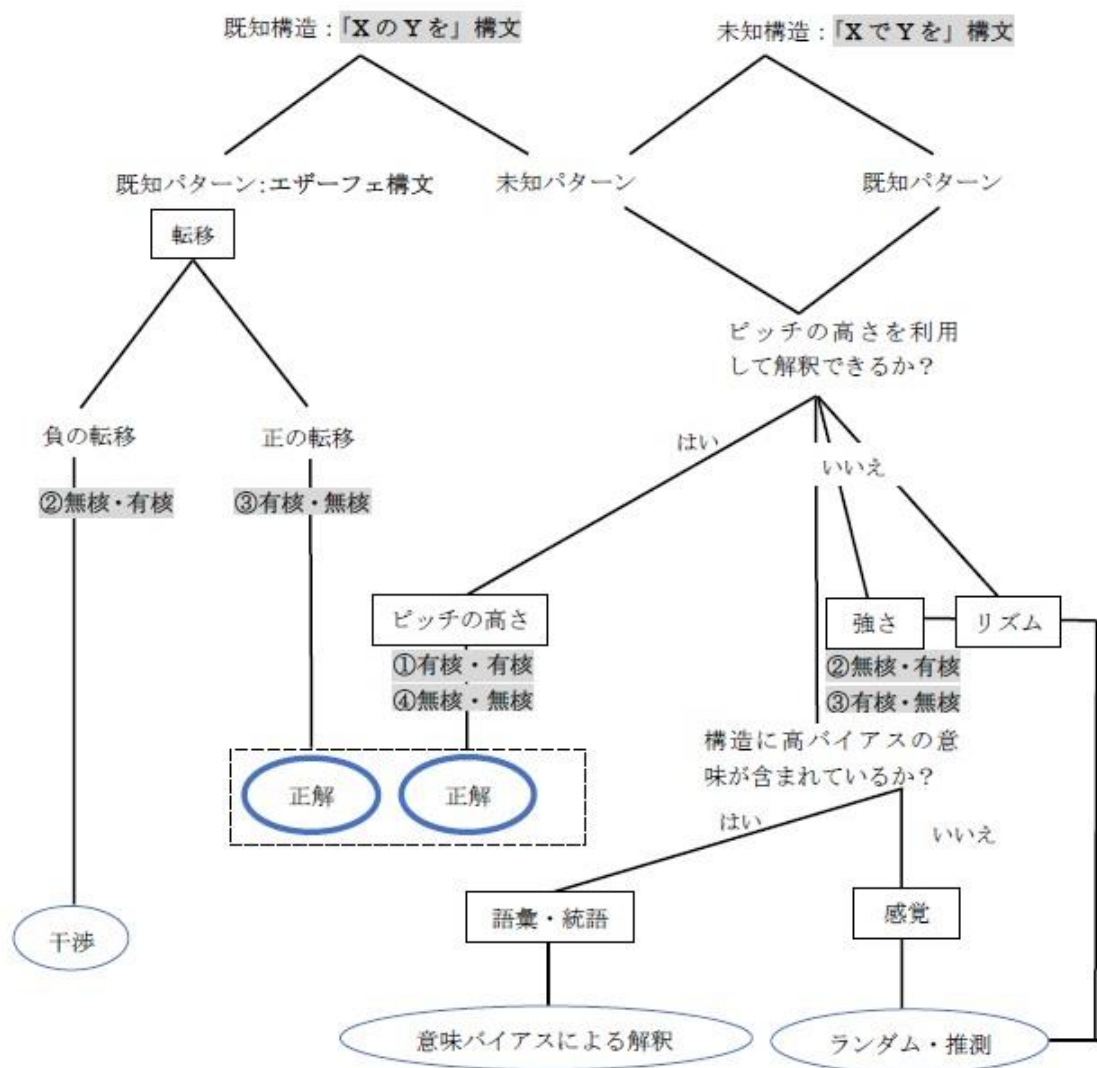 既知構造：「XのYを」構文
未知構造：「XでYを」構文
既知パターン:エザーフェ構文
未知パターン
既知パターン
転移
ピッチの高さを利用
して解釈できるか？
負の転移
正の転移
はい
いいえ
②無核・有核
③有核・無核
ピッチの高さ
強さ
リズム
①有核・有核
④無核・無核
②無核・有核
③有核・無核
構造に高バイアスの意
味が含まれているか？
正解
正解
はい
いいえ
語彙・統語
感覚
干渉
意味バイアスによる解釈
ランダム・推測